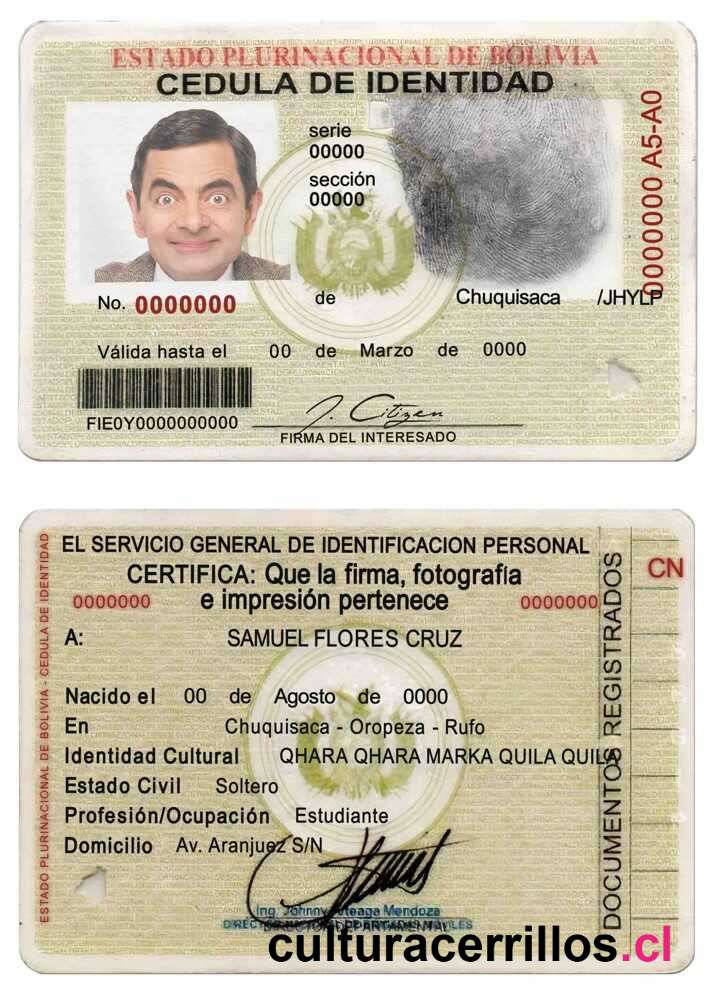 ESTADO PLURINACIONAL DE BOLIVIA
CEDULA DE IDENTIDAD
serie
00000
sección
00000
0000000 A5-A0
No. 0000000 de Chuquisaca /JHYLP
Válida hasta el 00 de Marzo de 0000
FIE0Y0000000000
J. Citizen
FIRMA DEL INTERESADO
ESTADO PLURINACIONAL DE BOLIVIA - CEDULA DE IDENTIDAD
EL SERVICIO GENERAL DE IDENTIFICACION PERSONAL
CERTIFICA: Que la firma, fotografía
0000000 e impresión pertenece 0000000
A: SAMUEL FLORES CRUZ
Nacido el 00 de Agosto de 0000
En Chuquisaca - Oropeza - Rufo
Identidad Cultural QHARA QHARA MARKA QUILA QUILA
Estado Civil Soltero
Profesión/Ocupación Estudiante
Domicilio Av. Aranjuez S/N
Ing. Johnny Arteaga Mendoza
DOCUMENTOS REGISTRADOS
CN
culturacerrillos.cl